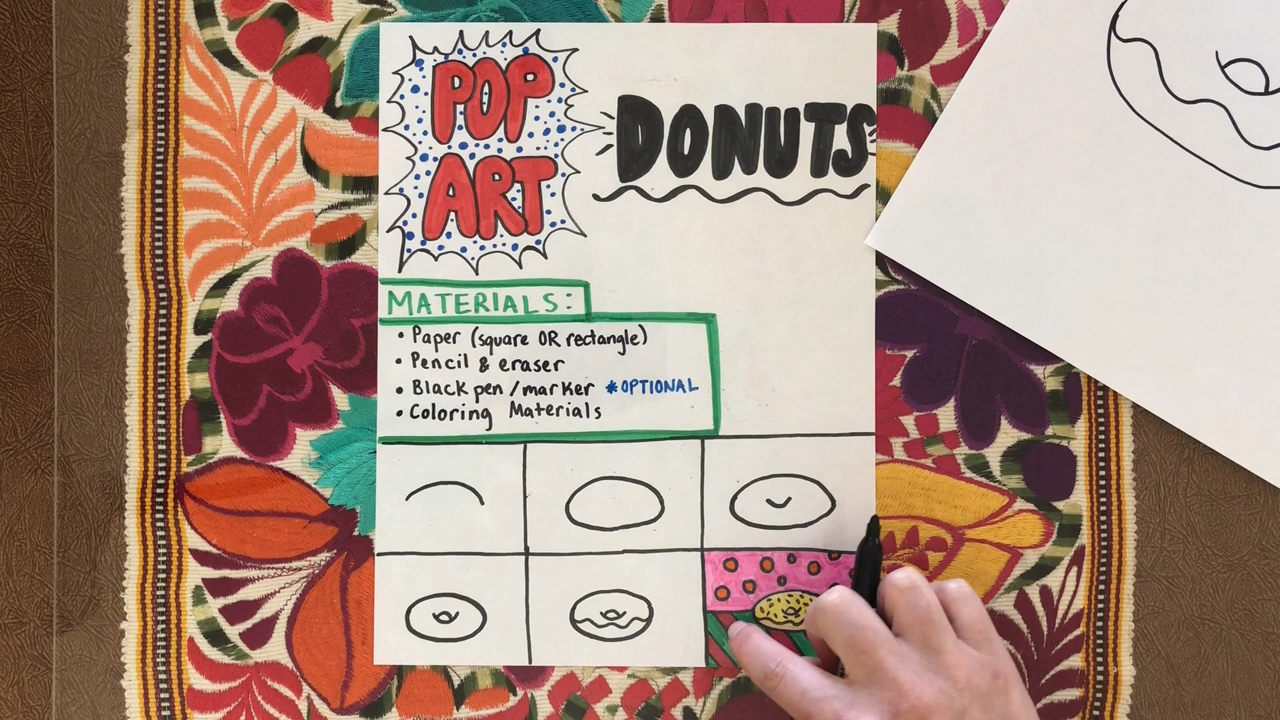 POP
ART
DONUTS
MATERIALS:
• Paper (square OR rectangle)
• Pencil & eraser
• Black pen/marker *OPTIONAL
• Coloring Materials